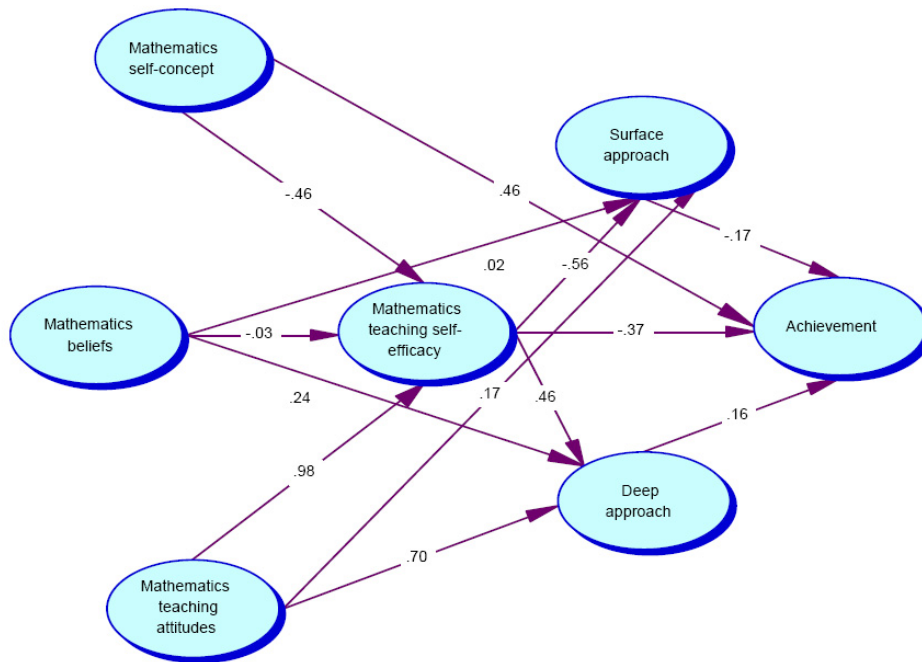 Mathematics
self-concept
Surface
approach
-.46
.46
-.17
.02
-.56
Mathematics
beliefs
-.03
Mathematics
teaching self-
efficacy
-.37
Achievement
.24
.17
.46
.16
.98
Deep
approach
.70
Mathematics
teaching
attitudes